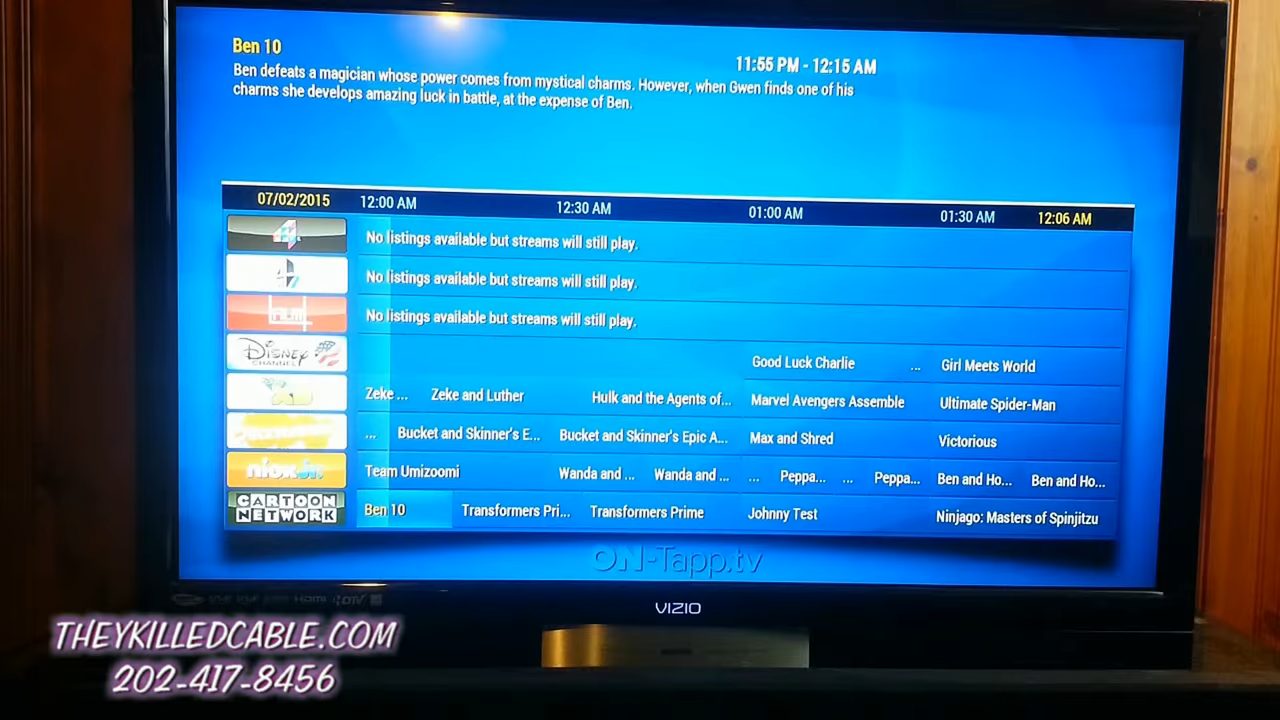 Ben 10
11:55 PM - 12:15 AM
Ben defeats a magician whose power comes from mystical charms. However, when Gwen finds one of his
charms she develops amazing luck in battle, at the expense of Ben.
07/02/2015 12:00 AM 12:30 AM 01:00 AM 01:30 AM 12:06 AM
4 No listings available but streams will still play.
No listings available but streams will still play.
FILM No listings available but streams will still play.
DISNEY CHANNEL Good Luck Charlie ... Girl Meets World
Zeke ... Zeke and Luther Hulk and the Agents of... Marvel Avengers Assemble Ultimate Spider-Man
... Bucket and Skinner's E... Bucket and Skinner's Epic A... Max and Shred Victorious
nick jr. Team Umizoomi Wanda and ... Wanda and ... ... Peppa... ... Peppa... Ben and Ho... Ben and Ho...
CARTOON NETWORK Ben 10 Transformers Pri... Transformers Prime Johnny Test Ninjago: Masters of Spinjitzu
ON-Tapp.tv
HDMI
VIZIO
THEYKILLEDCABLE.COM
202-417-8456